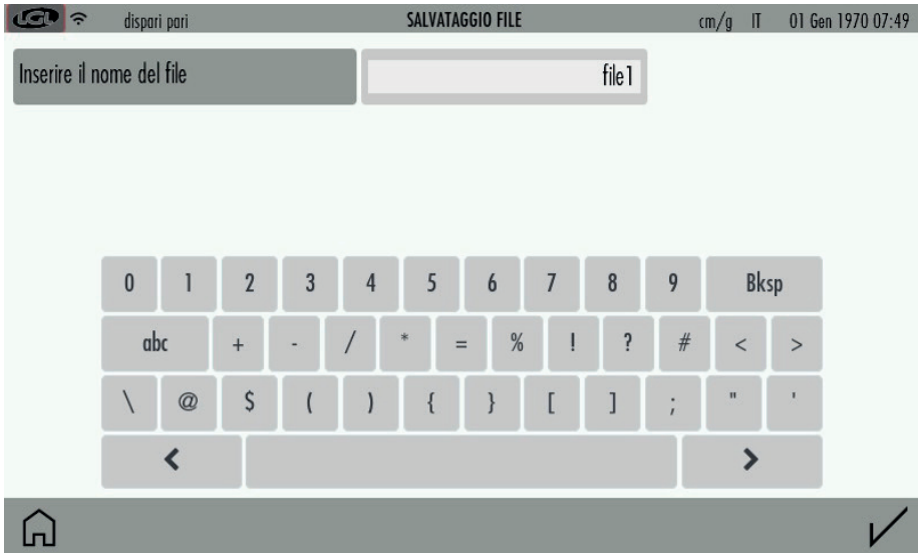 LGL dispari pari SALVATAGGIO FILE cm/g IT 01 Gen 1970 07:49
Inserire il nome del file file1
0 1 2 3 4 5 6 7 8 9 Bksp
abc + - / * = % ! ? # < >
\ @ $ ( ) { } [ ] ; " '
< >